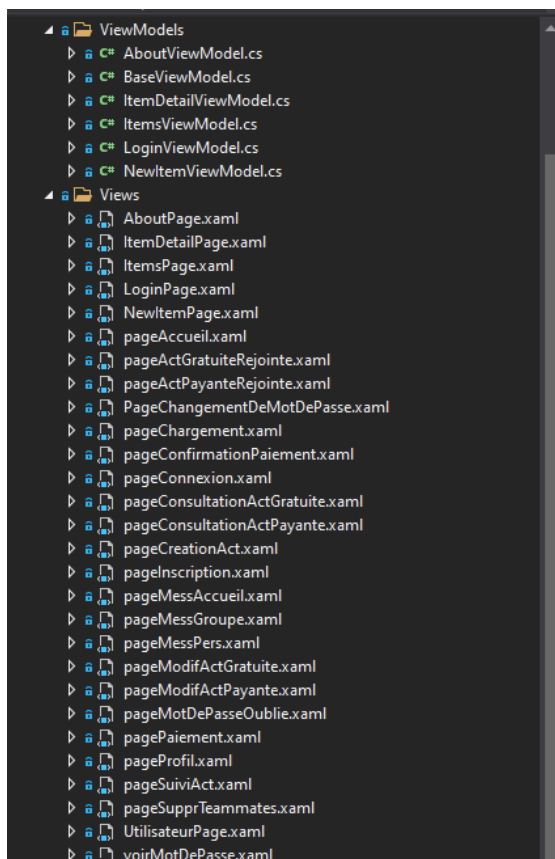 ViewModels
C# AboutViewModel.cs
C# BaseViewModel.cs
C# ItemDetailViewModel.cs
C# ItemsViewModel.cs
C# LoginViewModel.cs
C# NewItemViewModel.cs
Views
AboutPage.xaml
ItemDetailPage.xaml
ItemsPage.xaml
LoginPage.xaml
NewItemPage.xaml
pageAccueil.xaml
pageActGratuiteRejointe.xaml
pageActPayanteRejointe.xaml
PageChangementDeMotDePasse.xaml
pageChargement.xaml
pageConfirmationPaiement.xaml
pageConnexion.xaml
pageConsultationActGratuite.xaml
pageConsultationActPayante.xaml
pageCreationAct.xaml
pageInscription.xaml
pageMessAccueil.xaml
pageMessGroupe.xaml
pageMessPers.xaml
pageModifActGratuite.xaml
pageModifActPayante.xaml
pageMotDePasseOublie.xaml
pagePaiement.xaml
pageProfil.xaml
pageSuiviAct.xaml
pageSupprTeammates.xaml
UtilisateurPage.xaml
voirMotDePasse.xaml